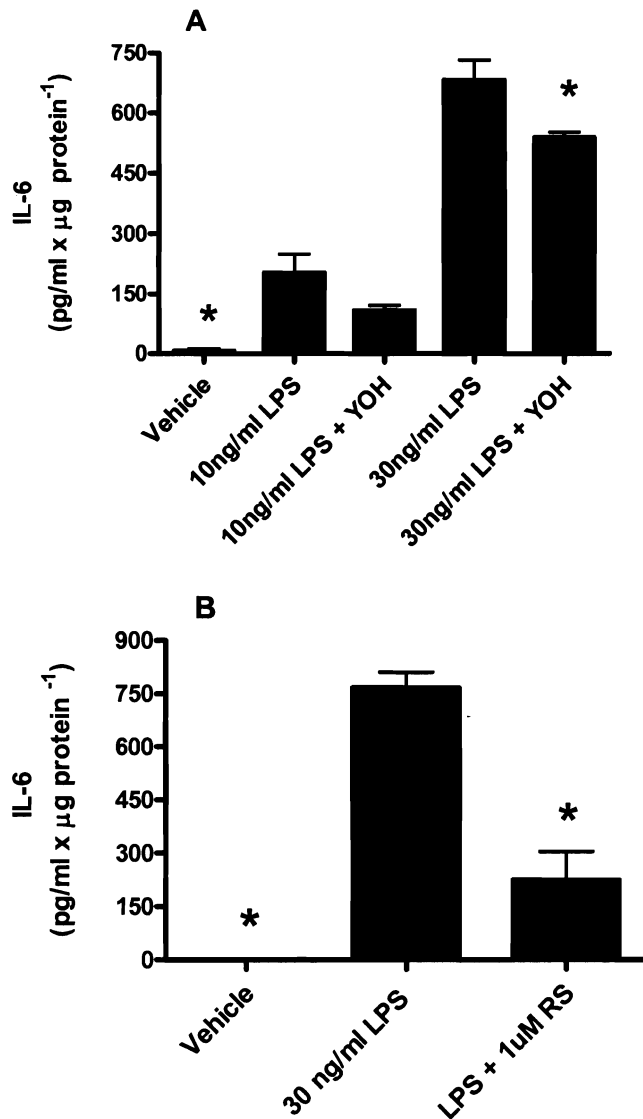 A
IL-6
(pg/ml x μg protein⁻¹)
750
600
450
300
150
0
*
*
Vehicle
10ng/ml LPS
10ng/ml LPS + YOH
30ng/ml LPS
30ng/ml LPS + YOH
B
IL-6
(pg/ml x μg protein ⁻¹)
900
750
600
450
300
150
0
*
*
Vehicle
30 ng/ml LPS
LPS + 1uM RS